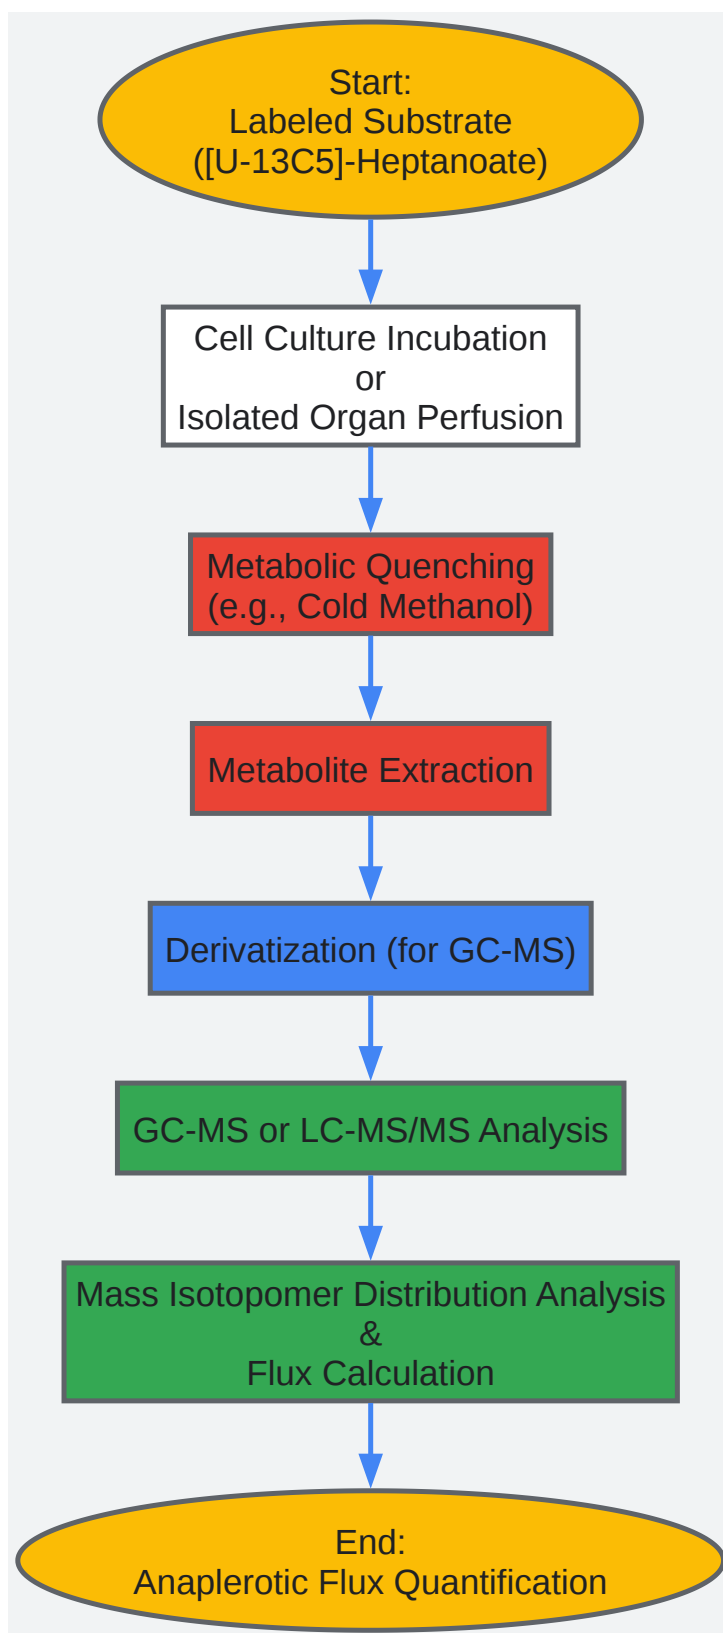 Start:
Labeled Substrate
([U-13C5]-Heptanoate)
Cell Culture Incubation
or
Isolated Organ Perfusion
Metabolic Quenching
(e.g., Cold Methanol)
Metabolite Extraction
Derivatization (for GC-MS)
GC-MS or LC-MS/MS Analysis
Mass Isotopomer Distribution Analysis
&
Flux Calculation
End:
Anaplerotic Flux Quantification